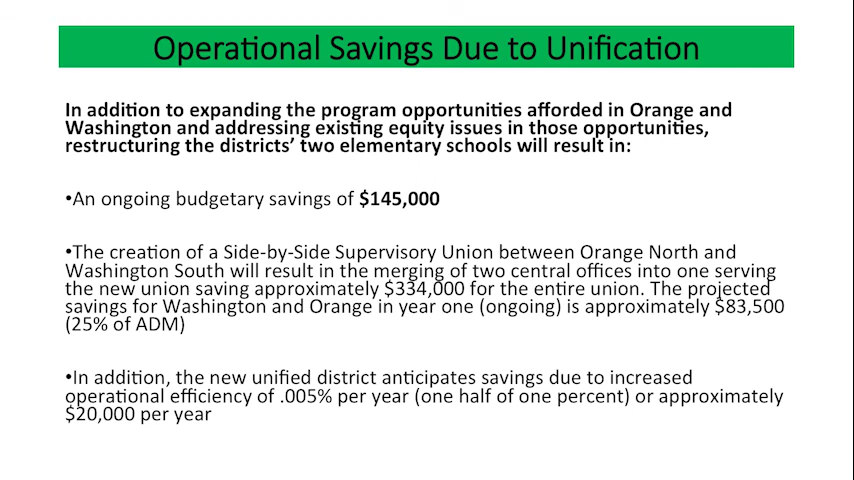 Operational Savings Due to Unification
In addition to expanding the program opportunities afforded in Orange and
Washington and addressing existing equity issues in those opportunities,
restructuring the districts' two elementary schools will result in:
•An ongoing budgetary savings of $145,000
•The creation of a Side-by-Side Supervisory Union between Orange North and
Washington South will result in the merging of two central offices into one serving
the new union saving approximately $334,000 for the entire union. The projected
savings for Washington and Orange in year one (ongoing) is approximately $83,500
(25% of ADM)
•In addition, the new unified district anticipates savings due to increased
operational efficiency of .005% per year (one half of one percent) or approximately
$20,000 per year